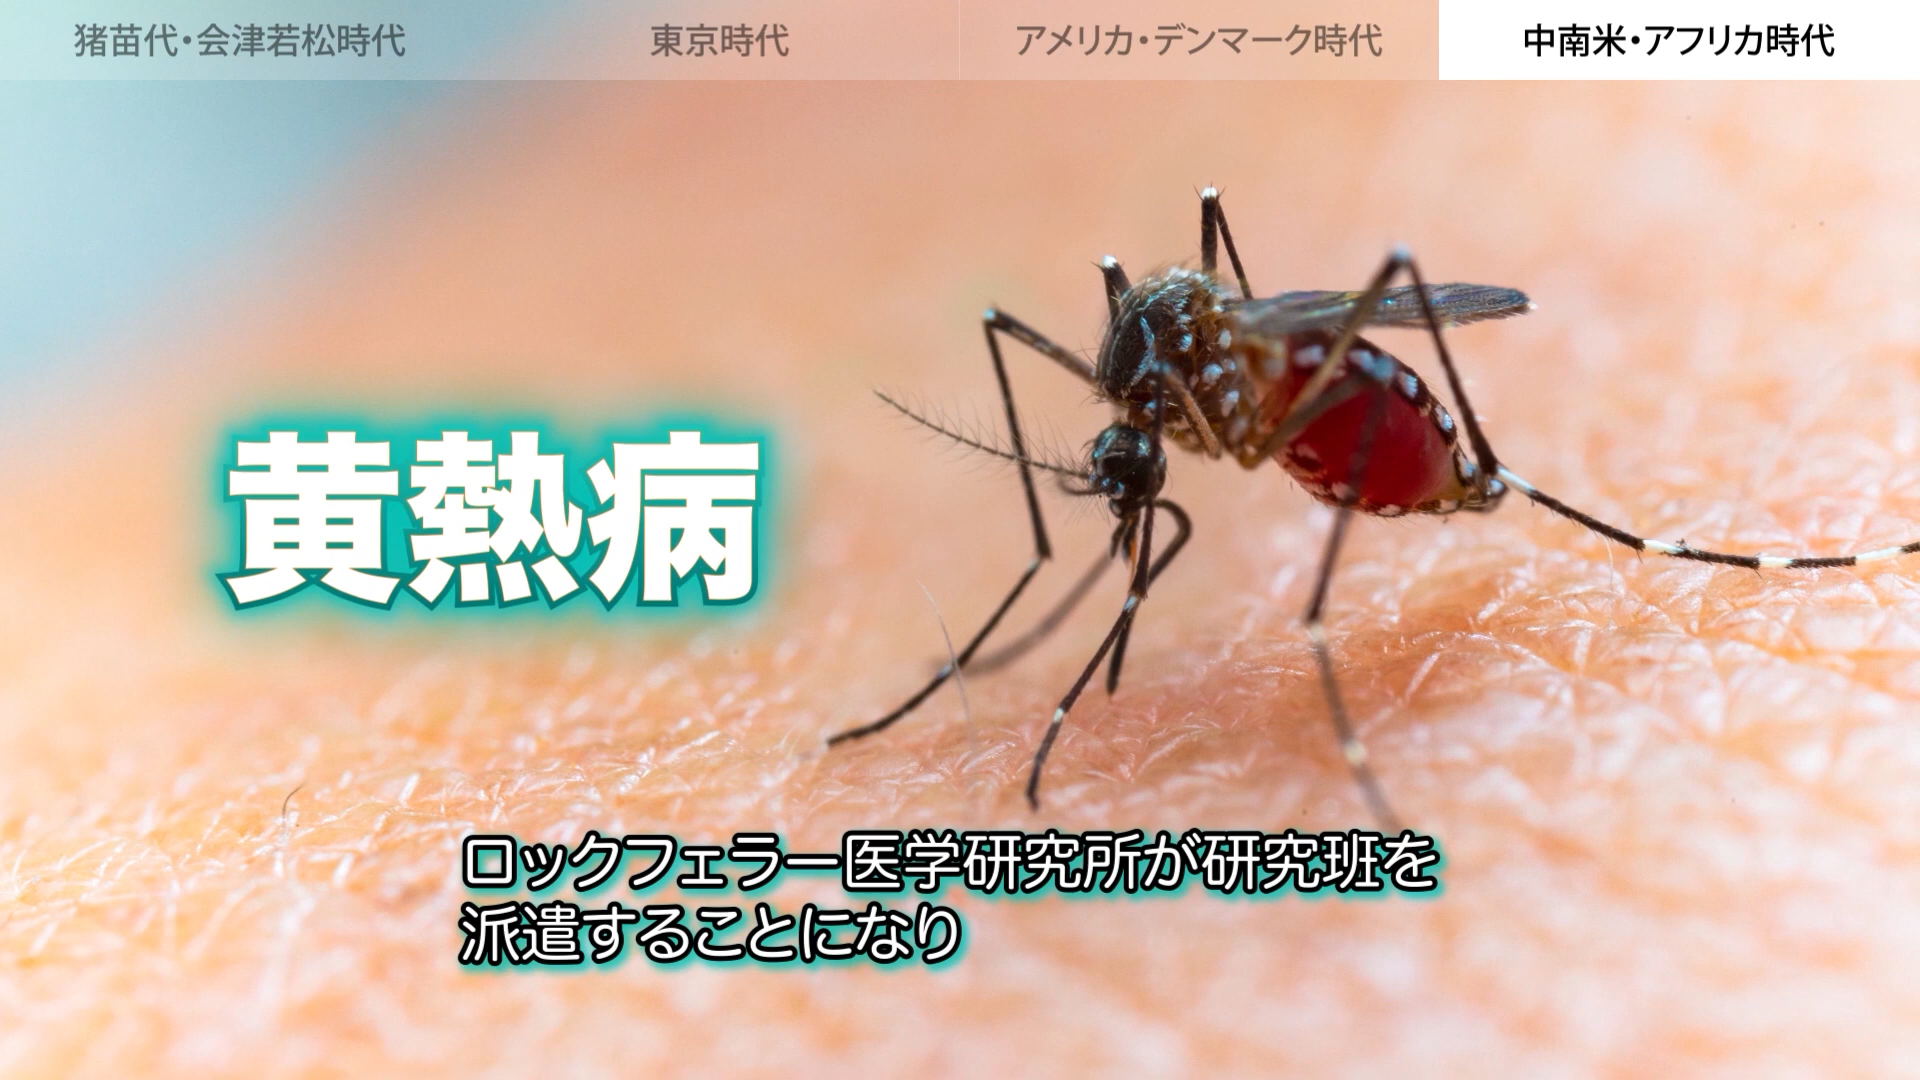 猪苗代・会津若松時代
東京時代
アメリカ・デンマーク時代
中南米・アフリカ時代
黄熱病
ロックフェラー医学研究所が研究班を
派遣することになり